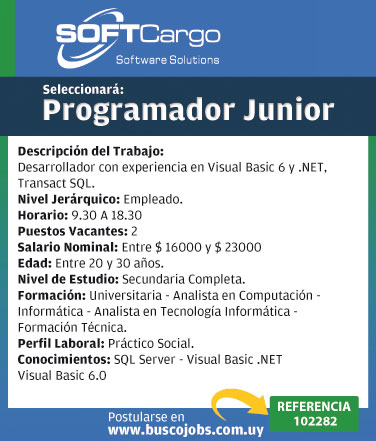 SOFTCargo
Software Solutions
Seleccionará:
Programador Junior
Descripción del Trabajo:
Desarrollador con experiencia en Visual Basic 6 y .NET,
Transact SQL.
Nivel Jerárquico: Empleado.
Horario: 9.30 A 18.30
Puestos Vacantes: 2
Salario Nominal: Entre $ 16000 y $ 23000
Edad: Entre 20 y 30 años.
Nivel de Estudio: Secundaria Completa.
Formación: Universitaria - Analista en Computación -
Informática - Analista en Tecnología Informática -
Formación Técnica.
Perfil Laboral: Práctico Social.
Conocimientos: SQL Server - Visual Basic .NET
Visual Basic 6.0
REFERENCIA
102282
Postularse en
www.buscojobs.com.uy